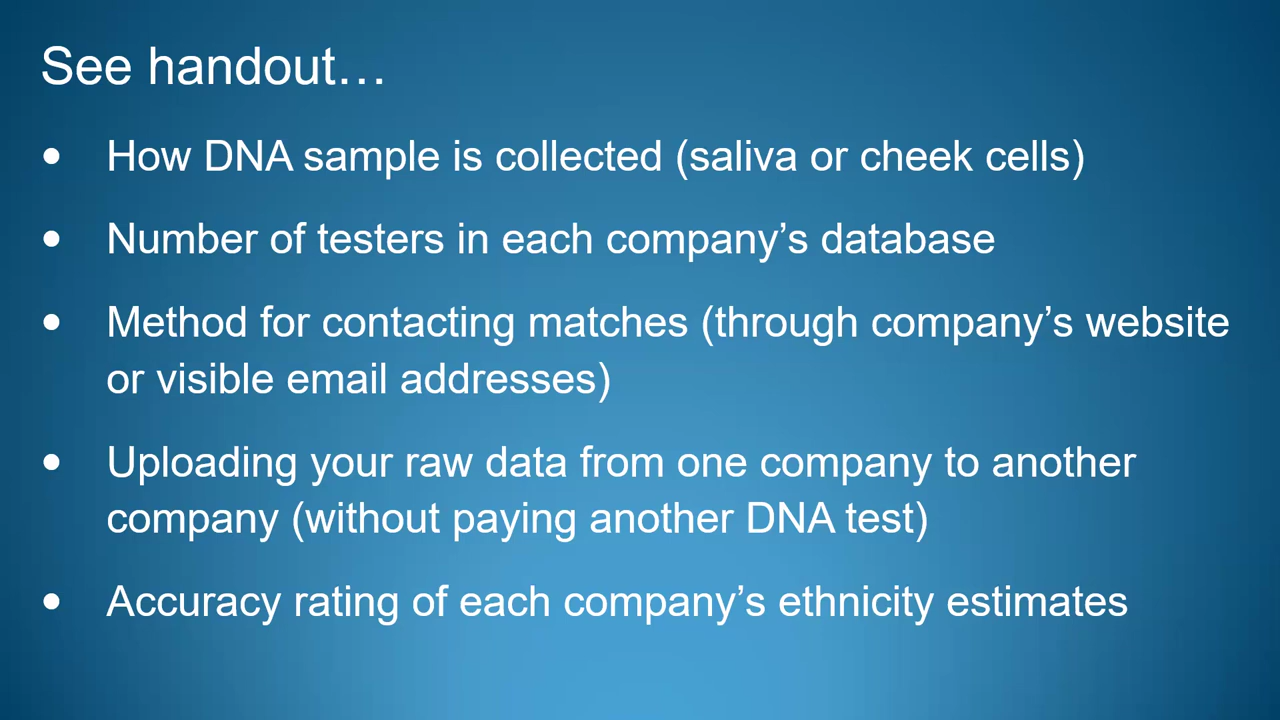 See handout…
• How DNA sample is collected (saliva or cheek cells)
• Number of testers in each company’s database
• Method for contacting matches (through company’s website
or visible email addresses)
• Uploading your raw data from one company to another
company (without paying another DNA test)
• Accuracy rating of each company’s ethnicity estimates